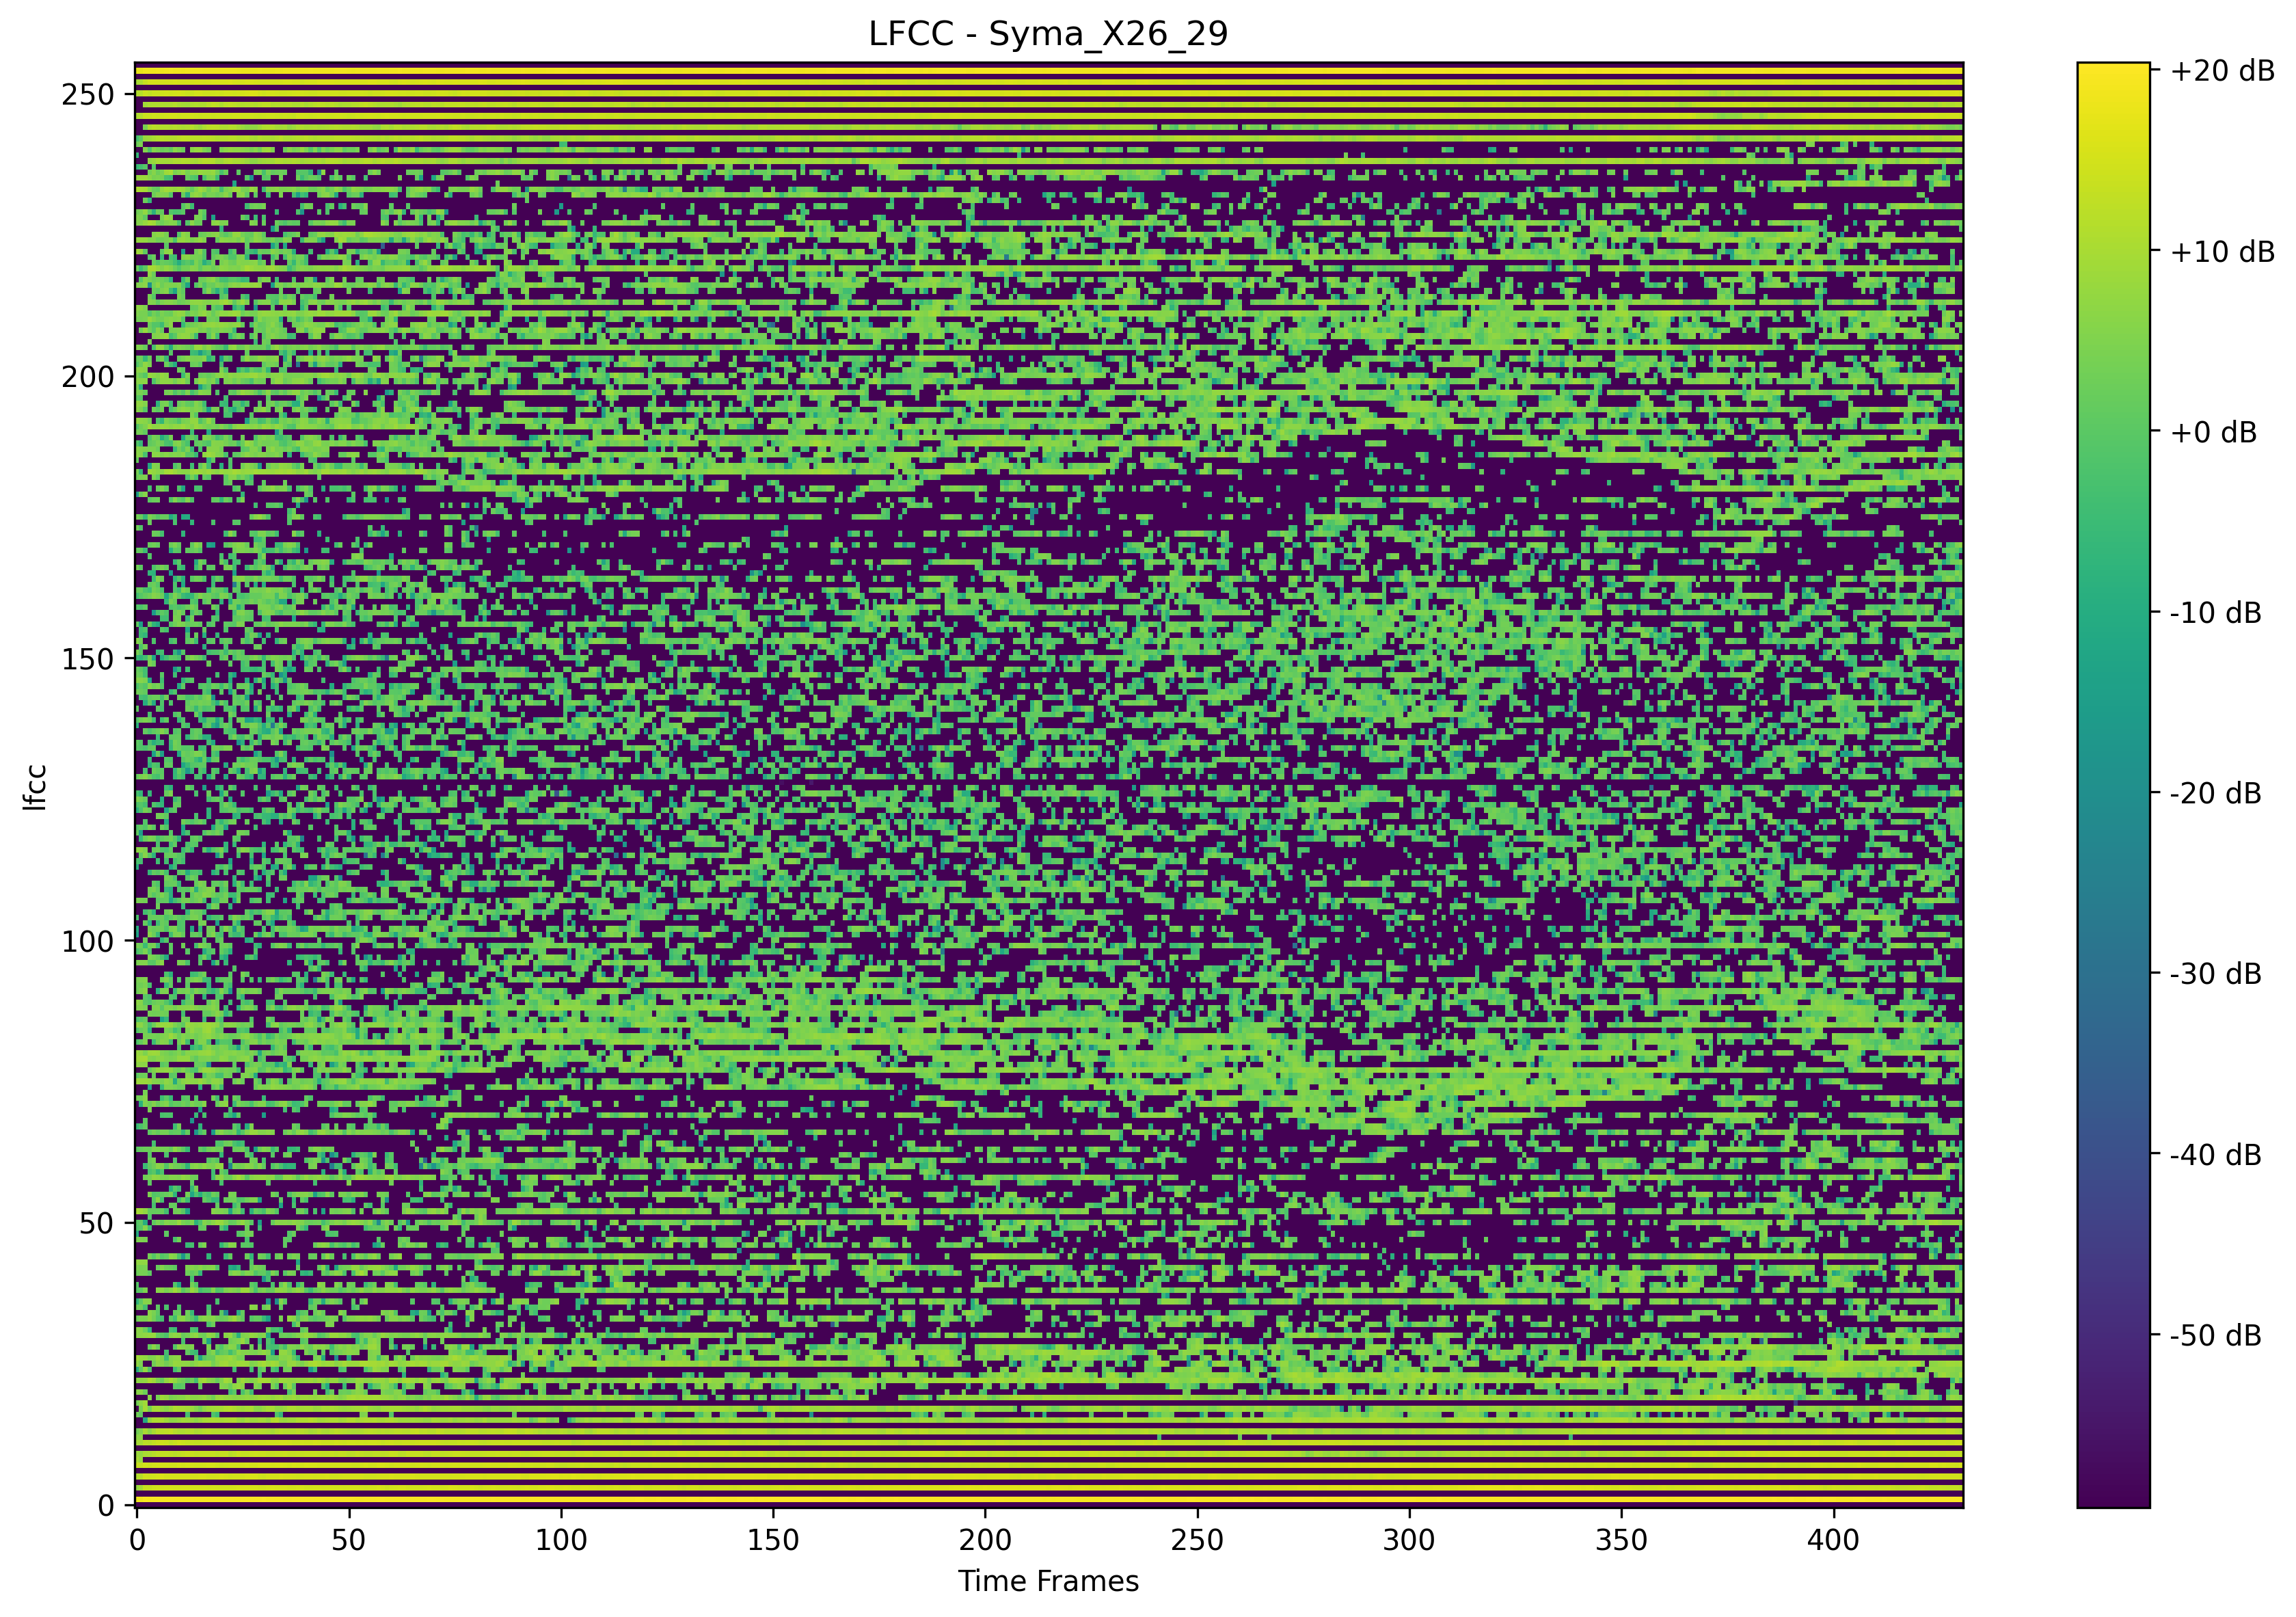 LFCC - Syma_X26_29
250
200
150
100
50
0
lfcc
0 50 100 150 200 250 300 350 400
Time Frames
+20 dB
+10 dB
+0 dB
-10 dB
-20 dB
-30 dB
-40 dB
-50 dB